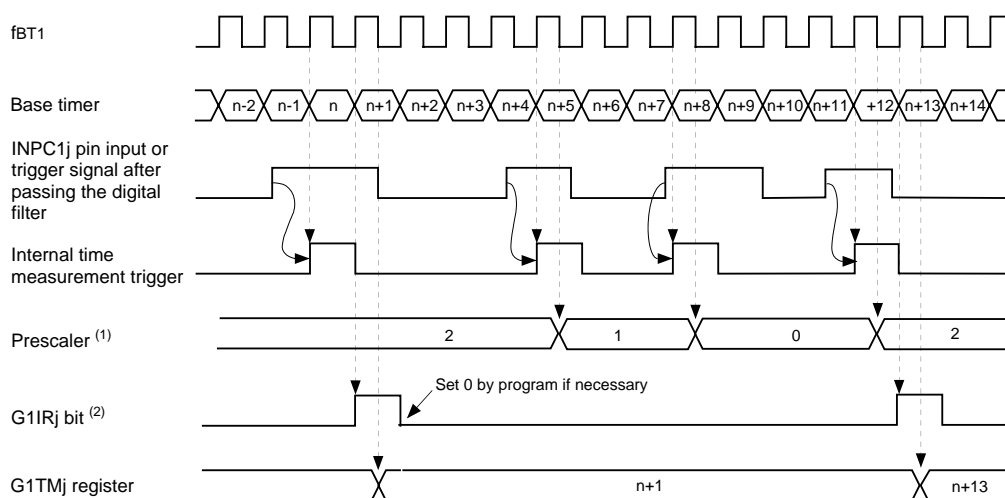 fBT1
Base timer
n-2 n-1 n n+1 n+2 n+3 n+4 n+5 n+6 n+7 n+8 n+9 n+10 n+11 +12 n+13 n+14
INPC1j pin input or
trigger signal after
passing the digital
filter
Internal time
measurement trigger
Prescaler (1)
2 1 0 2
Set 0 by program if necessary
G1IRj bit (2)
G1TMj register
n+1 n+13